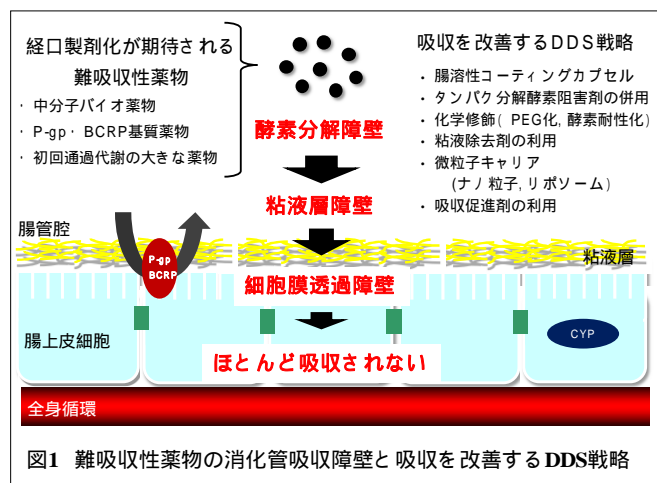 経口製剤化が期待される
難吸収性薬物
・中分子バイオ薬物
・P-gp・BCRP基質薬物
・初回通過代謝の大きな薬物
吸収を改善するDDS戦略
・腸溶性コーティングカプセル
・タンパク分解酵素阻害剤の併用
・化学修飾(PEG化,酵素耐性化)
・粘液除去剤の利用
・微粒子キャリア
(ナノ粒子,リポソーム)
・吸収促進剤の利用
酵素分解障壁
粘液層障壁
腸管腔
P-gp
BCRP
粘液層
細胞膜透過障壁
腸上皮細胞
CYP
ほとんど吸収されない
全身循環
図1 難吸収性薬物の消化管吸収障壁と吸収を改善するDDS戦略